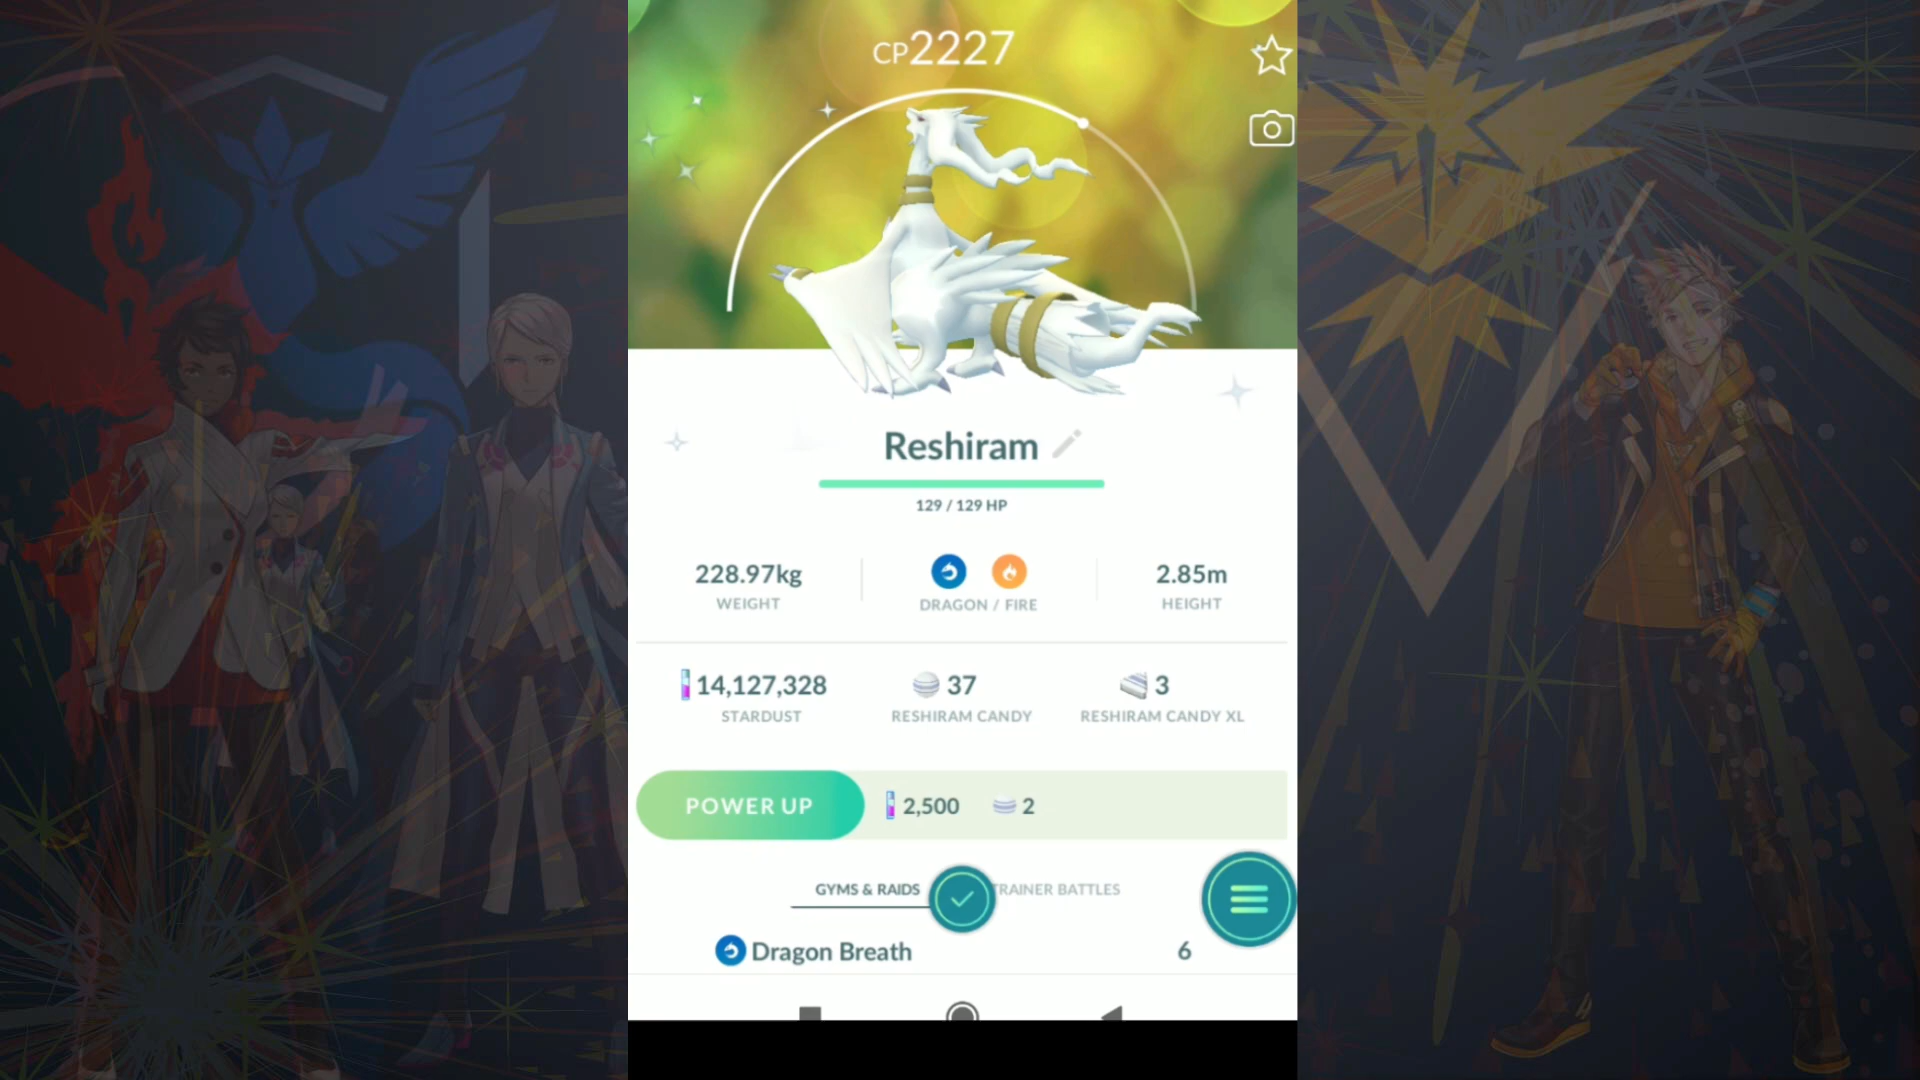 CP2227
Reshiram
129 / 129 HP
228.97kg
WEIGHT
DRAGON / FIRE
2.85m
HEIGHT
14,127,328
STARDUST
37
RESHIRAM CANDY
3
RESHIRAM CANDY XL
POWER UP
2,500
2
GYMS & RAIDS
TRAINER BATTLES
Dragon Breath
6